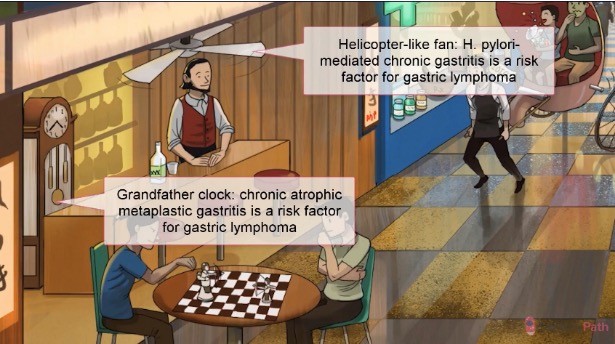 Helicopter-like fan: H. pylori-
mediated chronic gastritis is a risk
factor for gastric lymphoma
Grandfather clock: chronic atrophic
metaplastic gastritis is a risk factor
for gastric lymphoma
Path